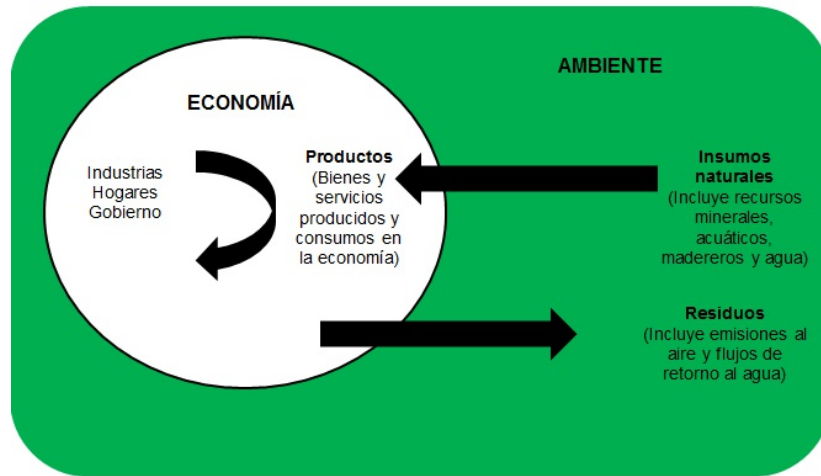 AMBIENTE
ECONOMÍA
Industrias
Hogares
Gobierno
Productos
(Bienes y
servicios
producidos y
consumos en
la economía)
Insumos
naturales
(Incluye recursos
minerales,
acuáticos,
madereros y agua)
Residuos
(Incluye emisiones al
aire y flujos de
retorno al agua)